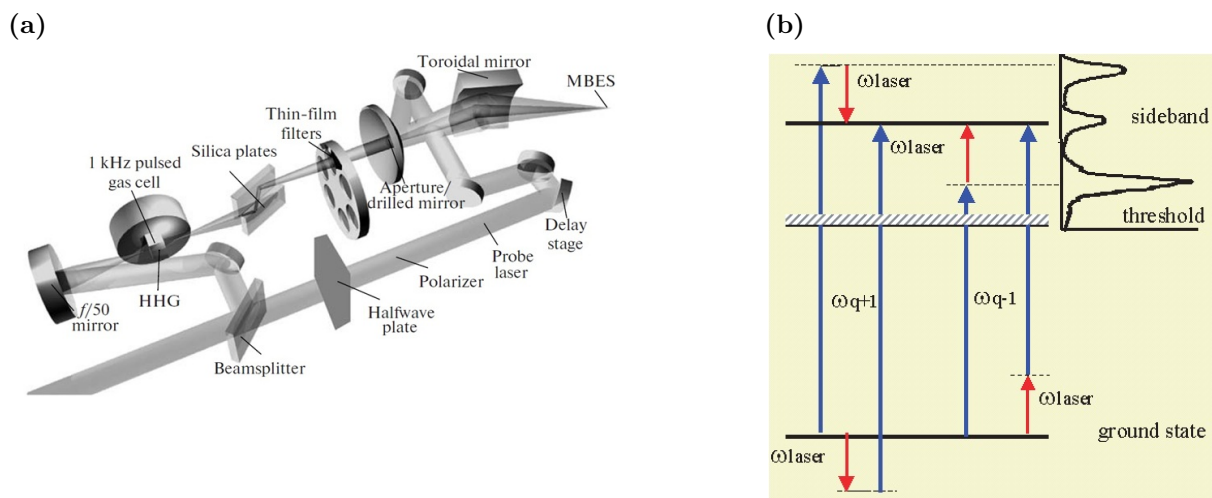 (a)
Toroidal mirror
MBES
Thin-film
filters
Silica plates
1 kHz pulsed
gas cell
Aperture/
drilled mirror
Delay
stage
Probe
laser
Polarizer
HHG
f/50
mirror
Halfwave
plate
Beamsplitter
(b)
ωlaser
sideband
ωlaser
threshold
ωq+1
ωq-1
ωlaser
ground state
ωlaser